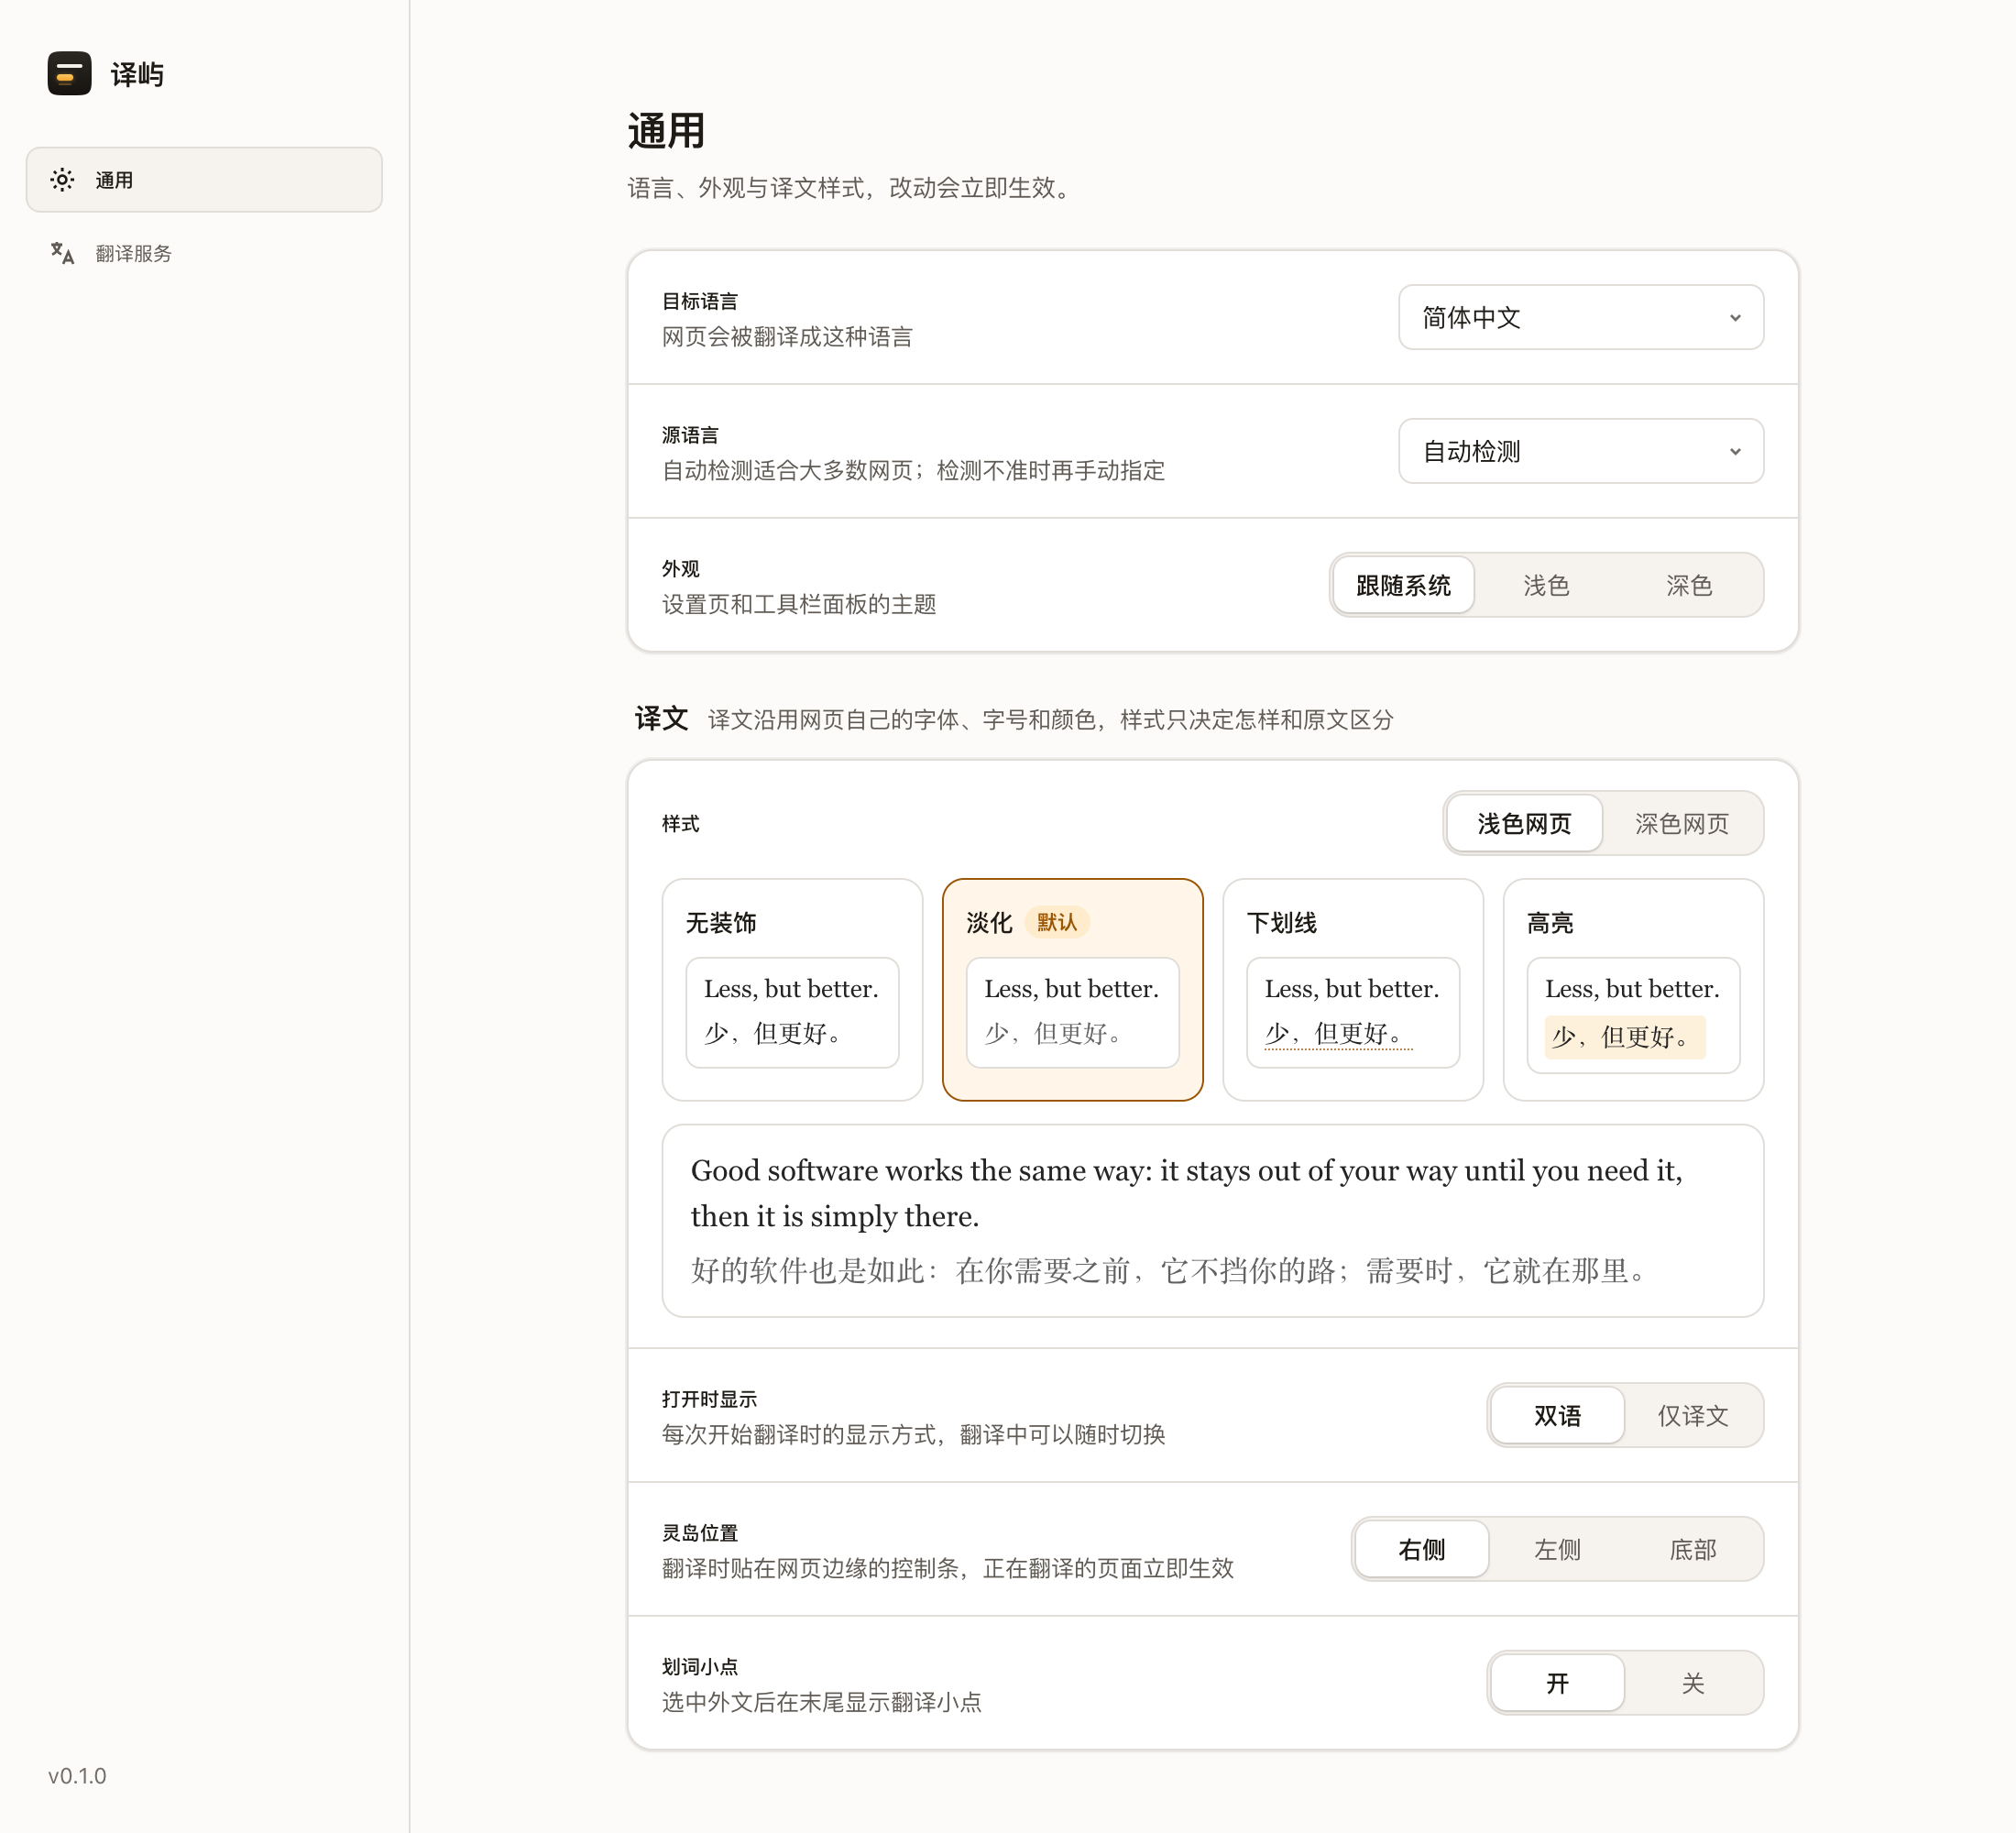 译屿
通用
翻译服务
v0.1.0
通用
语言、外观与译文样式，改动会立即生效。
目标语言
网页会被翻译成这种语言
简体中文
源语言
自动检测适合大多数网页；检测不准时再手动指定
自动检测
外观
设置页和工具栏面板的主题
跟随系统 浅色 深色
译文 译文沿用网页自己的字体、字号和颜色，样式只决定怎样和原文区分
样式
浅色网页 深色网页
无装饰
Less, but better.
少，但更好。
淡化 默认
Less, but better.
少，但更好。
下划线
Less, but better.
少，但更好。
高亮
Less, but better.
少，但更好。
Good software works the same way: it stays out of your way until you need it,
then it is simply there.
好的软件也是如此：在你需要之前，它不挡你的路；需要时，它就在那里。
打开时显示
每次开始翻译时的显示方式，翻译中可以随时切换
双语 仅译文
灵岛位置
翻译时贴在网页边缘的控制条，正在翻译的页面立即生效
右侧 左侧 底部
划词小点
选中外文后在末尾显示翻译小点
开 关